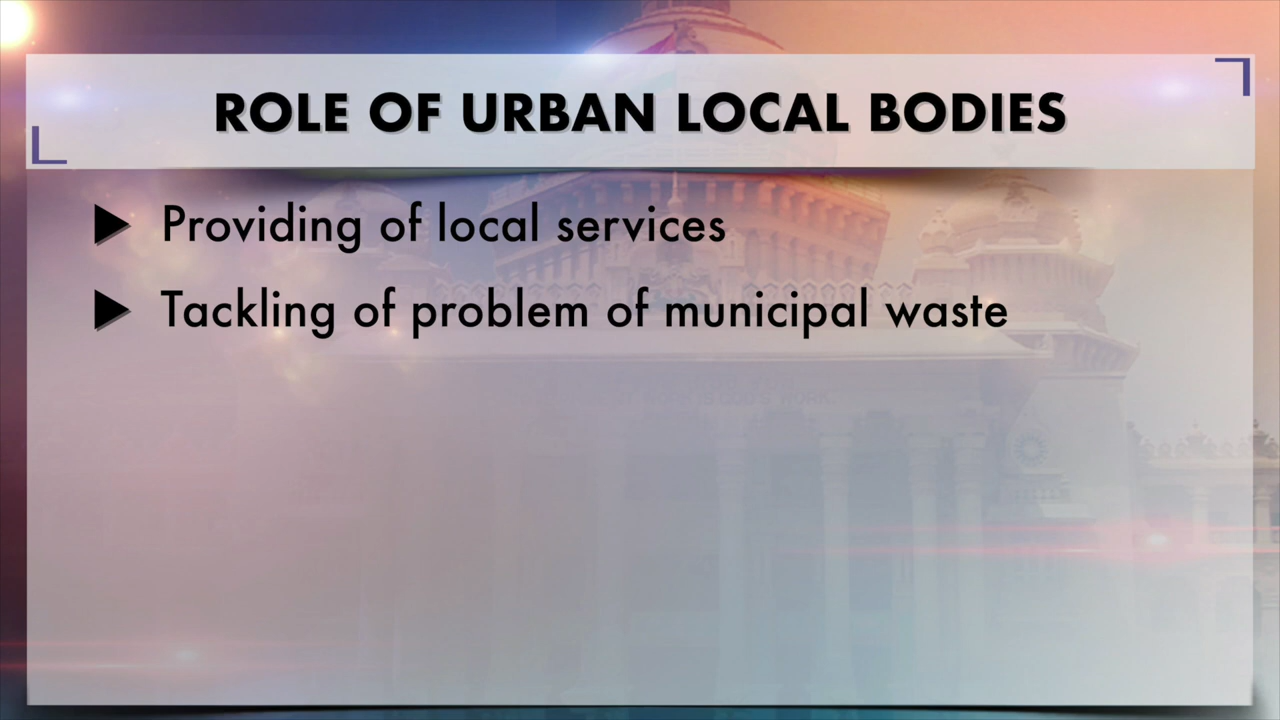 ROLE OF URBAN LOCAL BODIES
Providing of local services
Tackling of problem of municipal waste